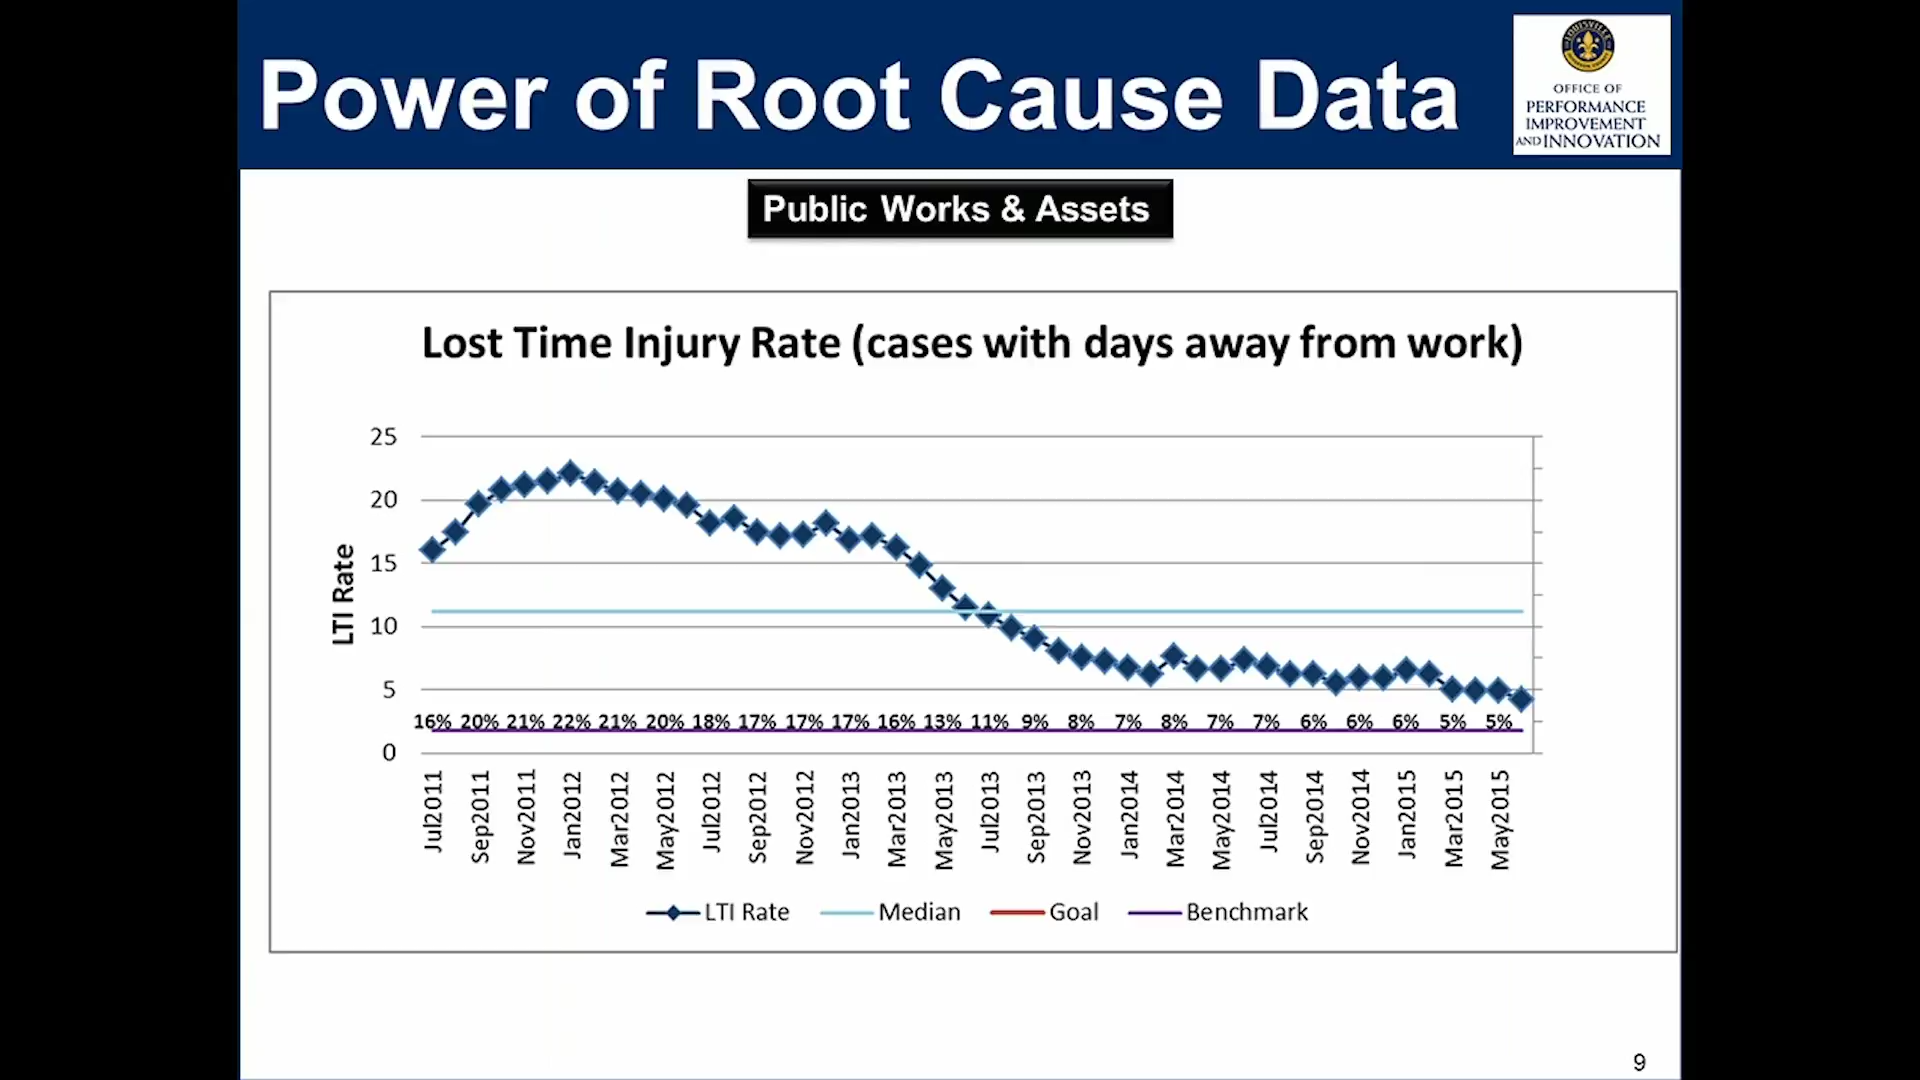 Power of Root Cause Data
LOUISVILLE
OFFICE OF
PERFORMANCE
IMPROVEMENT
AND INNOVATION
Public Works & Assets
Lost Time Injury Rate (cases with days away from work)
LTI Rate
25
20
15
10
5
0
16% 20% 21% 22% 21% 20% 18% 17% 17% 17% 16% 13% 11% 9% 8% 7% 8% 7% 7% 6% 6% 6% 5% 5%
Jul2011 Sep2011 Nov2011 Jan2012 Mar2012 May2012 Jul2012 Sep2012 Nov2012 Jan2013 Mar2013 May2013 Jul2013 Sep2013 Nov2013 Jan2014 Mar2014 May2014 Jul2014 Sep2014 Nov2014 Jan2015 Mar2015 May2015
LTI Rate Median Goal Benchmark
9